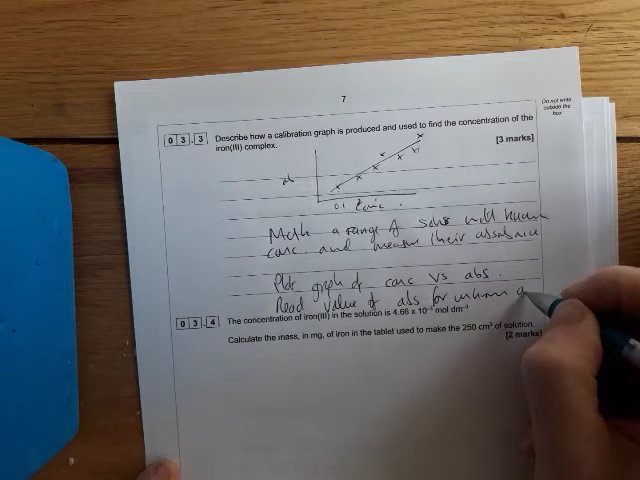 7
Do not write
outside the
box
0 3 . 3 Describe how a calibration graph is produced and used to find the concentration of the
iron(III) complex.
[3 marks]
conc.
a range of solns with known
conc. and measure their absorbance
Plot graph of conc vs abs.
Read value of abs for unknown
0 3 . 4 The concentration of iron(III) in the solution is 4.66 x 10⁻³ mol dm⁻³
Calculate the mass, in mg, of iron in the tablet used to make the 250 cm³ of solution.
[2 marks]